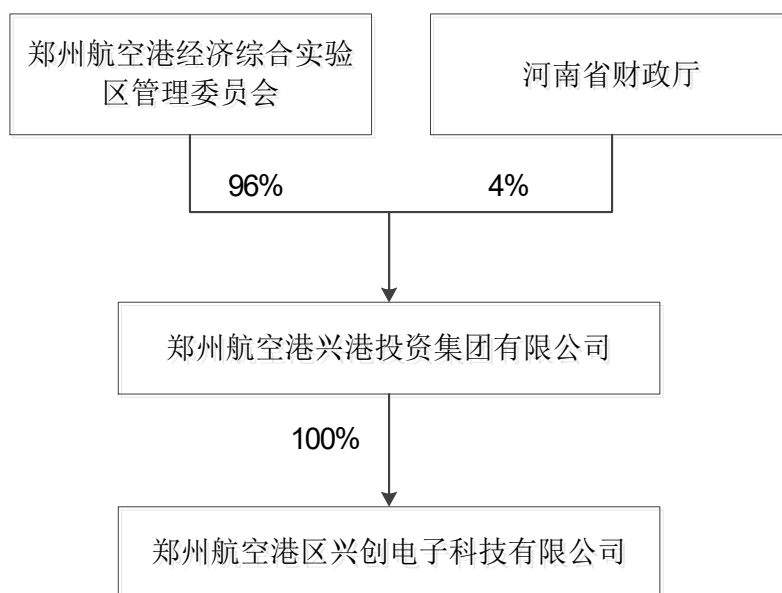 郑州航空港经济综合实验
区管理委员会
河南省财政厅
96%
4%
郑州航空港兴港投资集团有限公司
100%
郑州航空港区兴创电子科技有限公司